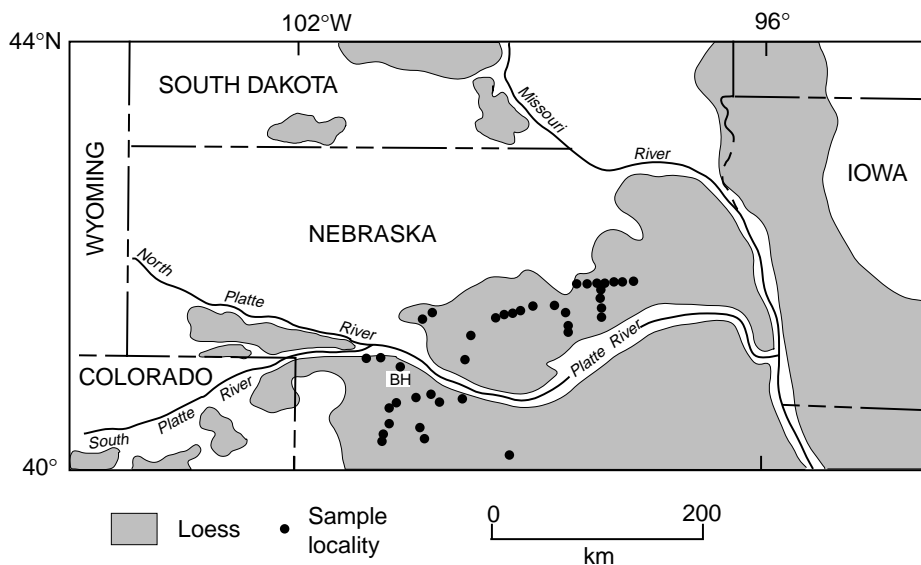 102°W
96°
44°N
SOUTH DAKOTA
Missouri
River
WYOMING
IOWA
NEBRASKA
North
Platte
River
Platte River
COLORADO
BH
South
Platte
River
40°
Loess
Sample
locality
0
200
km